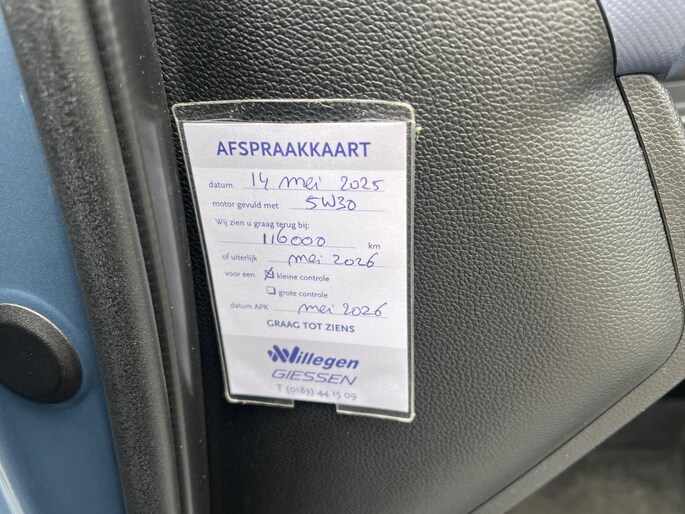 AFSPRAAKKAART
datum 14 mei 2025
motor gevuld met 5W30
Wij zien u graag terug bij:
116000 km
of uiterlijk mei 2026
voor een ☑ kleine controle
☐ grote controle
datum APK mei 2026
GRAAG TOT ZIENS
Willegen
GIESSEN
T (0183) 44 15 09